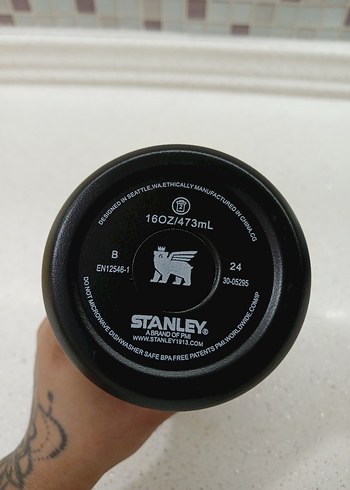 DESIGNED IN SEATTLE, WA. ETHICALLY MANUFACTURED IN CHINA, CG
16OZ/473mL
B
EN12546-1
24
30-05295
STANLEY®
A BRAND OF PMI
WWW.STANLEY1913.COM
DO NOT MICROWAVE DISHWASHER SAFE BPA FREE PATENTS PMI.WORLDWIDE.COM/IP